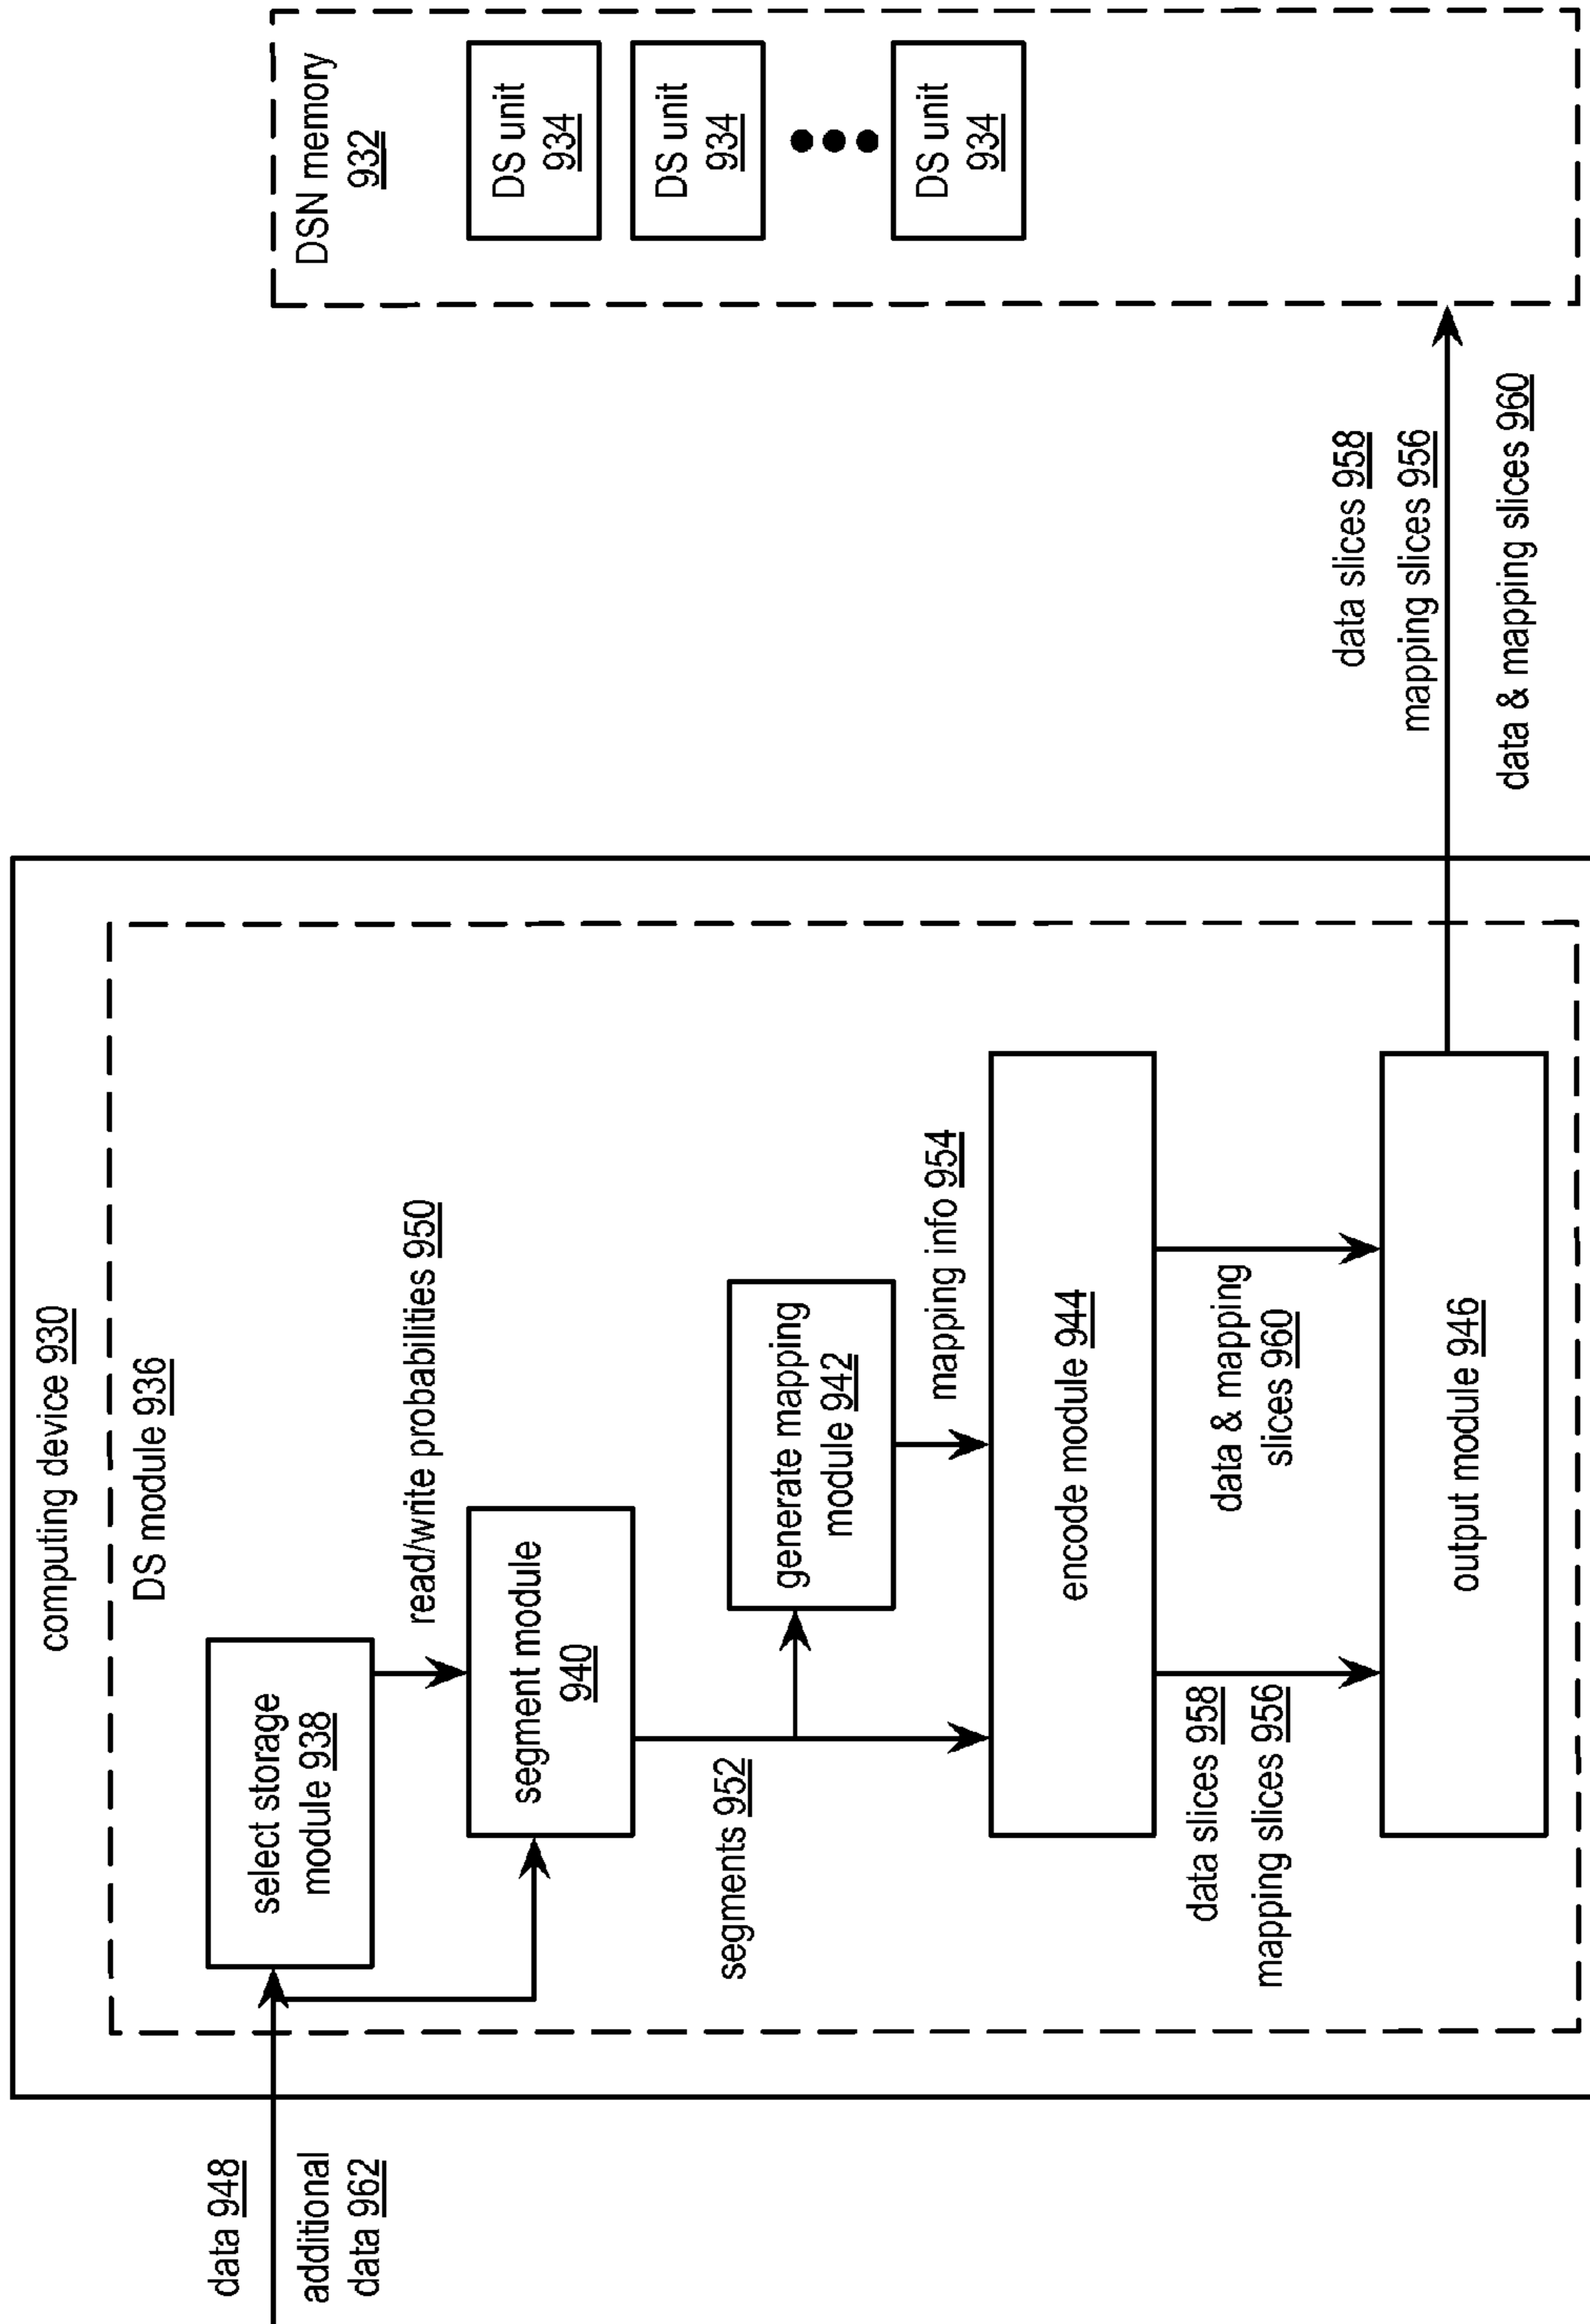 computing device 930
DS module 936
data 948
additional
data 962
select storage
module 938
read/write probabilities 950
segment module
940
segments 952
generate mapping
module 942
mapping info 954
encode module 944
data slices 958
mapping slices 956
data & mapping
slices 960
output module 946
data slices 958
mapping slices 956
data & mapping slices 960
DSN memory
932
DS unit
934
DS unit
934
DS unit
934